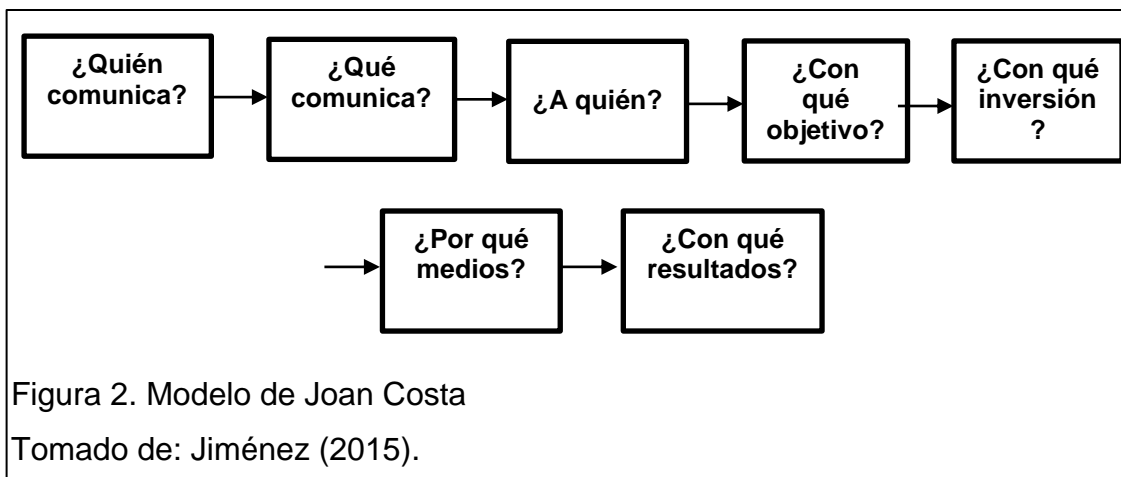 ¿Quién
comunica?
¿Qué
comunica?
¿A quién?
¿Con
qué
objetivo?
¿Con qué
inversión
?
¿Por qué
medios?
¿Con qué
resultados?
Figura 2. Modelo de Joan Costa
Tomado de: Jiménez (2015).